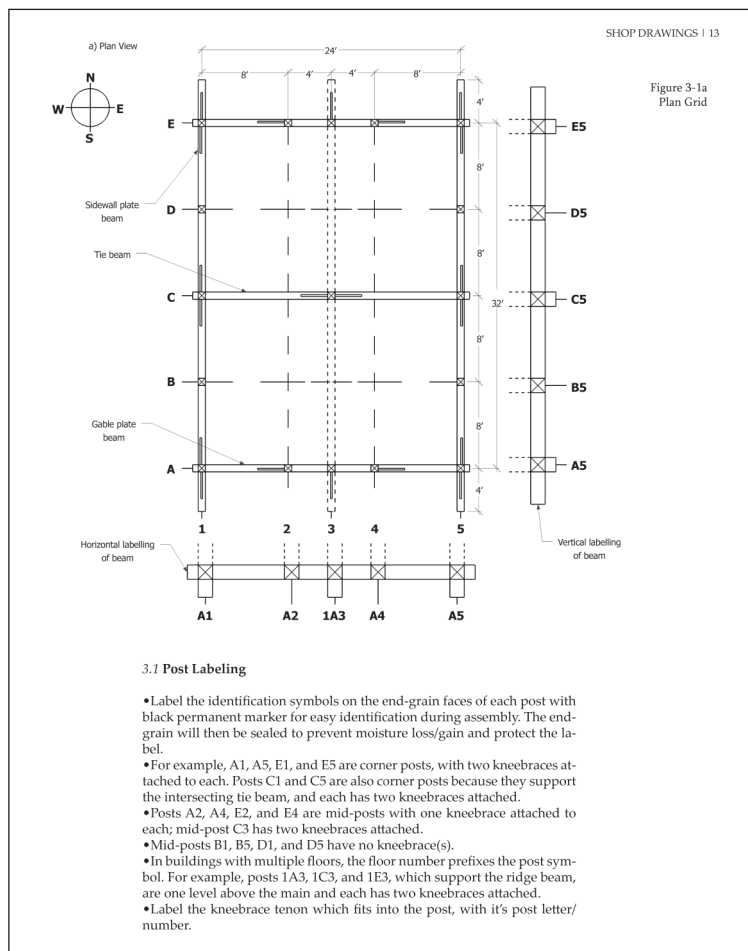 SHOP DRAWINGS | 13
a) Plan View
Figure 3-1a
Plan Grid
N
W E
S
24'
8' 4' 4' 8'
4'
E
E5
8'
Sidewall plate
beam
D
D5
8'
Tie beam
C
32'
C5
8'
B
B5
Gable plate
beam
8'
A
A5
4'
1 2 3 4 5
Horizontal labelling
of beam
Vertical labelling
of beam
A1 A2 1A3 A4 A5
3.1 Post Labeling
•Label the identification symbols on the end-grain faces of each post with
black permanent marker for easy identification during assembly. The end-
grain will then be sealed to prevent moisture loss/gain and protect the la-
bel.
•For example, A1, A5, E1, and E5 are corner posts, with two kneebraces at-
tached to each. Posts C1 and C5 are also corner posts because they support
the intersecting tie beam, and each has two kneebraces attached.
•Posts A2, A4, E2, and E4 are mid-posts with one kneebrace attached to
each; mid-post C3 has two kneebraces attached.
•Mid-posts B1, B5, D1, and D5 have no kneebrace(s).
•In buildings with multiple floors, the floor number prefixes the post sym-
bol. For example, posts 1A3, 1C3, and 1E3, which support the ridge beam,
are one level above the main and each has two kneebraces attached.
•Label the kneebrace tenon which fits into the post, with it's post letter/
number.